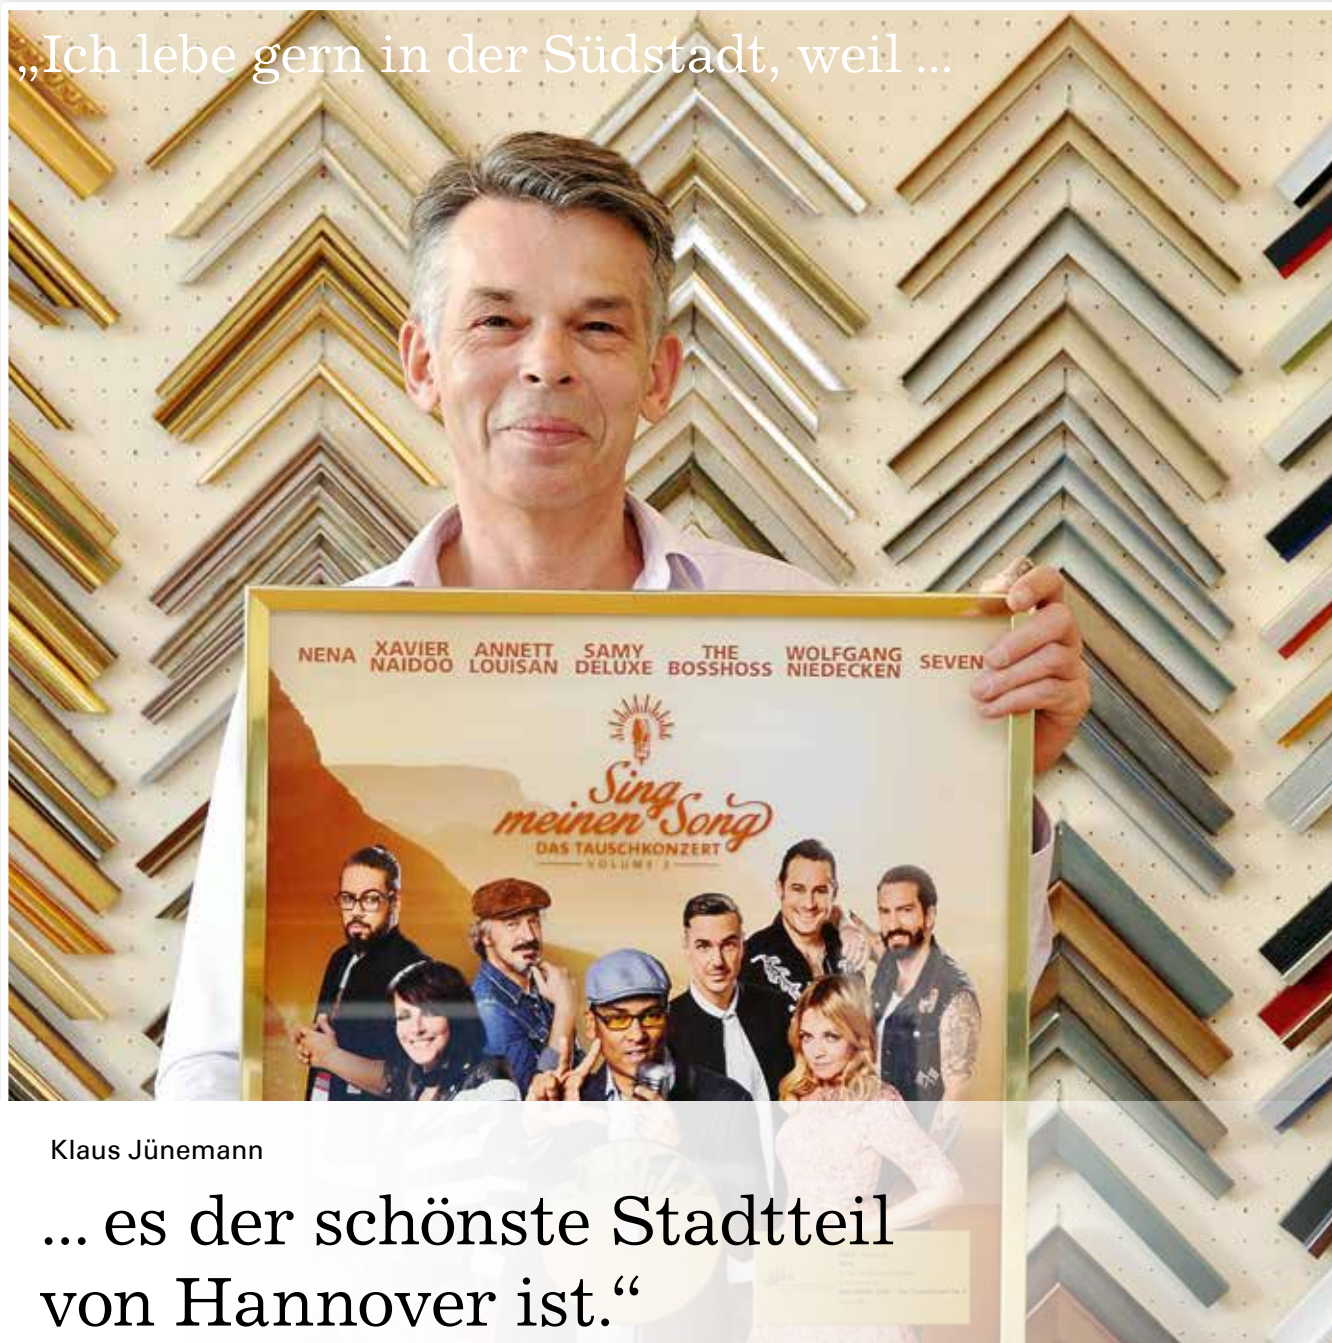 „Ich lebe gern in der Südstadt, weil ...
NENA XAVIER NAIDOO ANNETT LOUISAN SAMY DELUXE THE BOSSHOSS WOLFGANG NIEDECKEN SEVEN
Sing
meinen Song
DAS TAUSCHKONZERT
VOLUME 3
Klaus Jünemann
... es der schönste Stadtteil
von Hannover ist.“